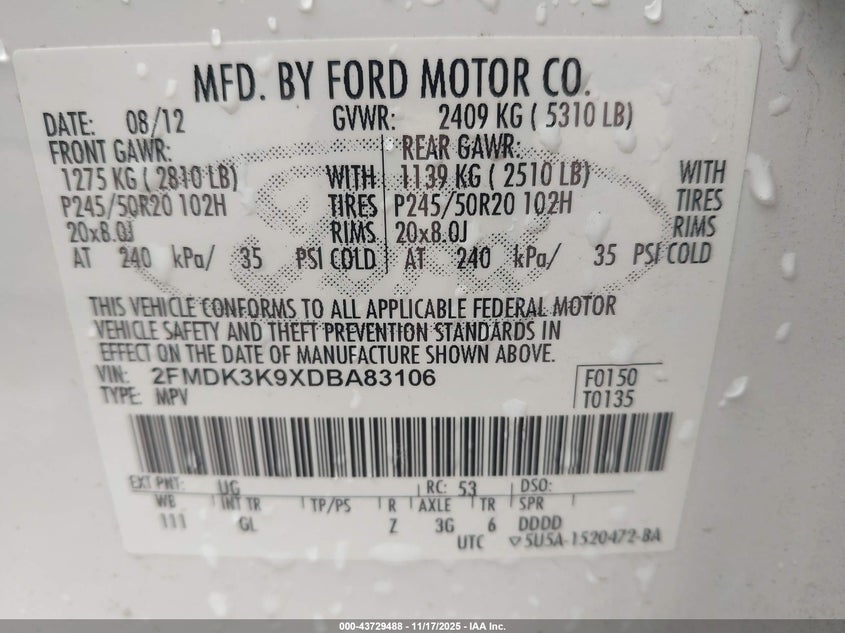 MFD. BY FORD MOTOR CO.
DATE: 08/12 GVWR: 2409 KG ( 5310 LB)
FRONT GAWR: REAR GAWR:
1275 KG ( 2810 LB) WITH 1139 KG ( 2510 LB) WITH
P245/50R20 102H TIRES P245/50R20 102H TIRES
20x8.0J RIMS 20x8.0J RIMS
AT 240 kPa/ 35 PSI COLD AT 240 kPa/ 35 PSI COLD
THIS VEHICLE CONFORMS TO ALL APPLICABLE FEDERAL MOTOR
VEHICLE SAFETY AND THEFT PREVENTION STANDARDS IN
EFFECT ON THE DATE OF MANUFACTURE SHOWN ABOVE.
VIN: 2FMDK3K9XDBA83106 F0150
TYPE: MPV T0135
EXT PNT: UG RC: 53 DSO:
WB INT TR TP/PS R AXLE TR SPR
111 GL Z 3G 6 DDDD
UTC ▽5U5A-1520472-BA
000-43729488 - 11/17/2025 - IAA Inc.